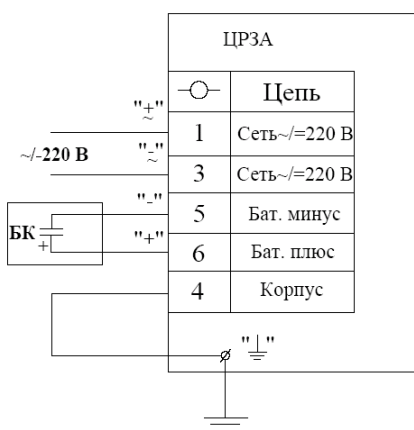 ЦРЗА
Цепь
"+"
~
1 Сеть~/=220 В
~/-220 В
"-"
~
3 Сеть~/=220 В
"-"
5 Бат. минус
БК
+
"+"
6 Бат. плюс
4 Корпус
"⏚"